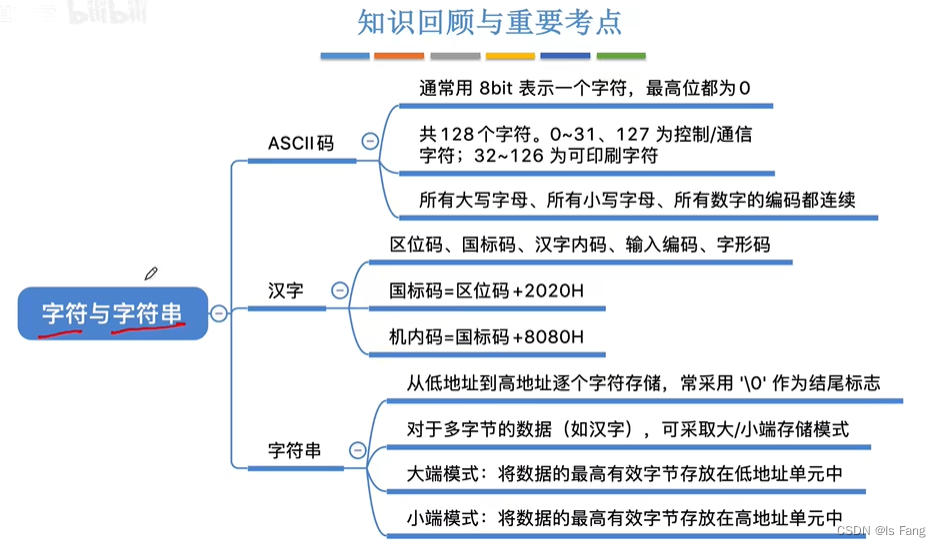 bilibili
知识回顾与重要考点
通常用 8bit 表示一个字符，最高位都为0
ASCII码
共128个字符。0~31、127 为控制/通信
字符；32~126 为可印刷字符
所有大写字母、所有小写字母、所有数字的编码都连续
区位码、国标码、汉字内码、输入编码、字形码
汉字
国标码=区位码+2020H
字符与字符串
机内码=国标码+8080H
从低地址到高地址逐个字符存储，常采用 '\0' 作为结尾标志
对于多字节的数据（如汉字），可采取大/小端存储模式
字符串
大端模式：将数据的最高有效字节存放在低地址单元中
小端模式：将数据的最高有效字节存放在高地址单元中
CSDN @ls Fang